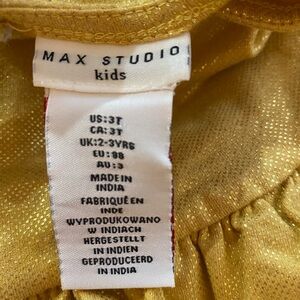 MAX STUDIO
kids
US:3T
CA:3T
UK:2-3YRS
EU:98
AU:3
MADE IN
INDIA
FABRIQUÉ EN
INDE
WYPRODUKOWANO
W INDIACH
HERGESTELLT
IN INDIEN
GEPRODUCEERD
IN INDIA